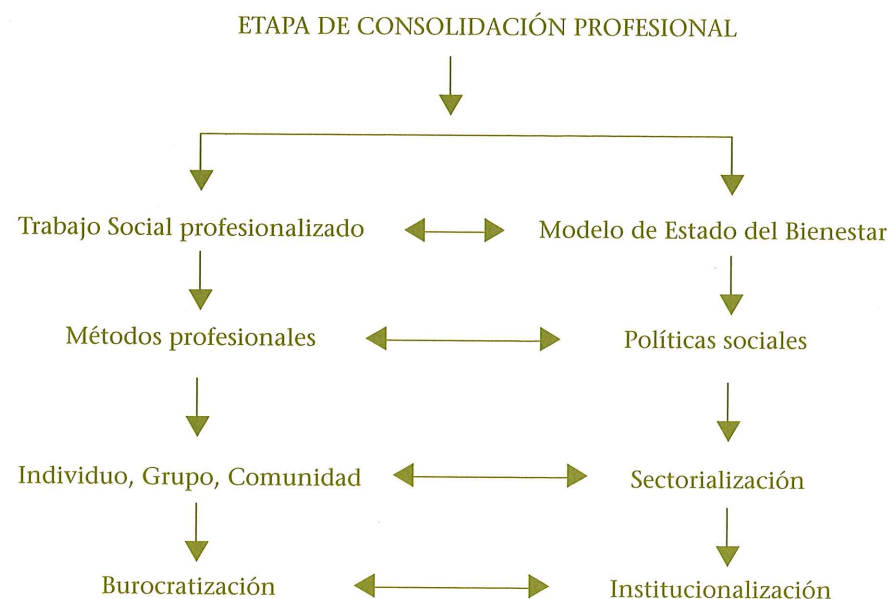 ETAPA DE CONSOLIDACIÓN PROFESIONAL
Trabajo Social profesionalizado
Modelo de Estado del Bienestar
Métodos profesionales
Políticas sociales
Individuo, Grupo, Comunidad
Sectorialización
Burocratización
Institucionalización